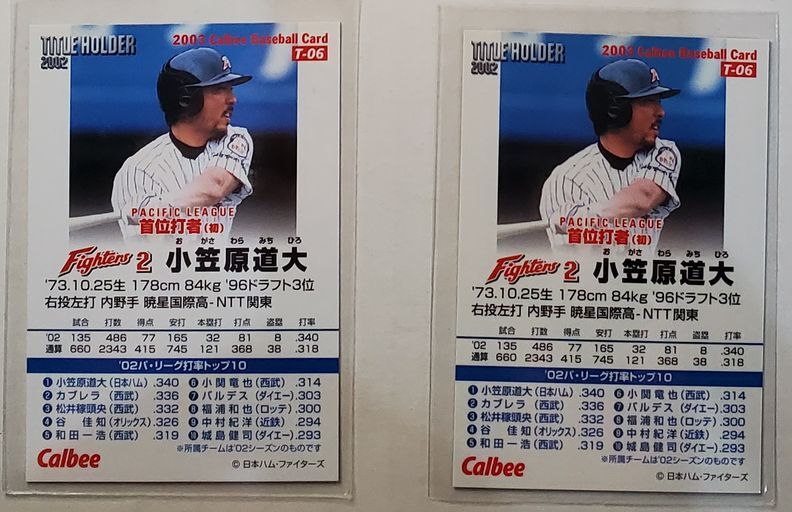 TITLE HOLDER
2002
2003 Calbee Baseball Card
T-06
PACIFIC LEAGUE
首位打者(初)
お がさ わら みち ひろ
Fighters 2 小笠原道大
'73.10.25生 178cm 84kg '96ドラフト3位
右投左打 内野手 暁星国際高-NTT関東
試合 打数 得点 安打 本塁打 打点 盗塁 打率
'02 135 486 77 165 32 81 8 .340
通算 660 2343 415 745 121 368 38 .318
'02パ・リーグ打率トップ10
1 小笠原道大(日本ハム) .340 6 小関竜也(西武) .314
2 カブレラ(西武) .336 7 バルデス(ダイエー) .303
3 松井稼頭央(西武) .332 8 福浦和也(ロッテ) .300
4 谷 佳知(オリックス) .326 9 中村紀洋(近鉄) .294
5 和田一浩(西武) .319 10 城島健司(ダイエー) .293
※所属チームは'02シーズンのものです
Calbee
© 日本ハム・ファイターズ
TITLE HOLDER
2002
2003 Calbee Baseball Card
T-06
PACIFIC LEAGUE
首位打者(初)
お がさ わら みち ひろ
Fighters 2 小笠原道大
'73.10.25生 178cm 84kg '96ドラフト3位
右投左打 内野手 暁星国際高-NTT関東
試合 打数 得点 安打 本塁打 打点 盗塁 打率
'02 135 486 77 165 32 81 8 .340
通算 660 2343 415 745 121 368 38 .318
'02パ・リーグ打率トップ10
1 小笠原道大(日本ハム) .340 6 小関竜也(西武) .314
2 カブレラ(西武) .336 7 バルデス(ダイエー) .303
3 松井稼頭央(西武) .332 8 福浦和也(ロッテ) .300
4 谷 佳知(オリックス) .326 9 中村紀洋(近鉄) .294
5 和田一浩(西武) .319 10 城島健司(ダイエー) .293
※所属チームは'02シーズンのものです
Calbee
© 日本ハム・ファイターズ